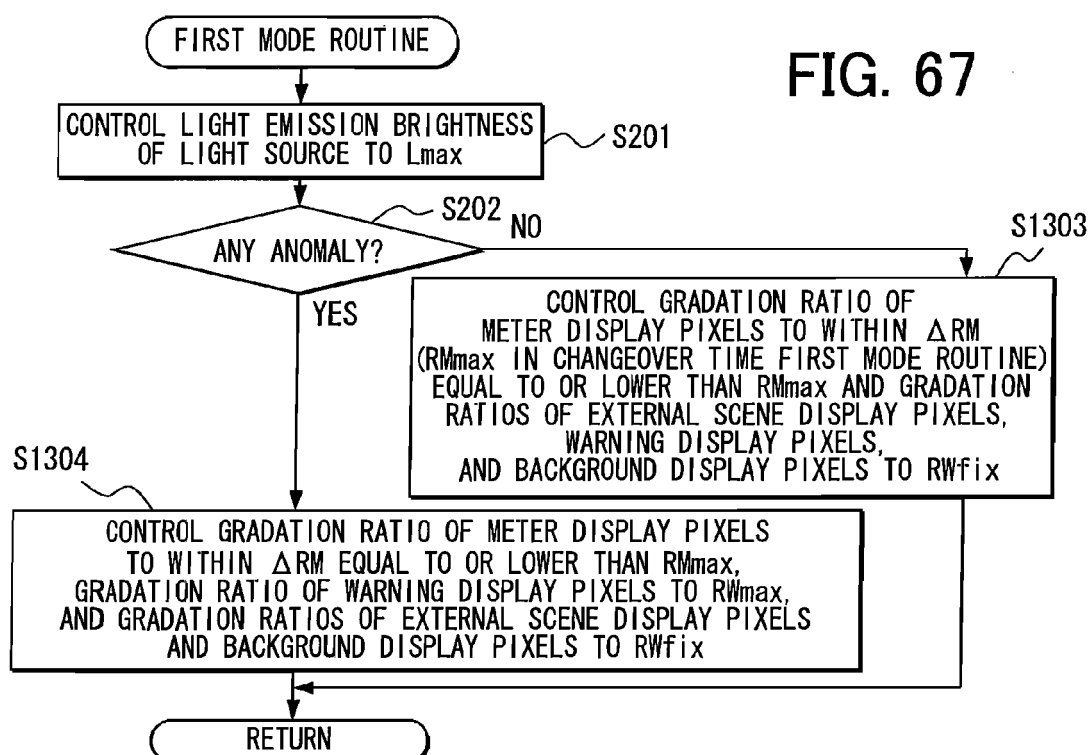 FIRST MODE ROUTINE
FIG. 67
CONTROL LIGHT EMISSION BRIGHTNESS
OF LIGHT SOURCE TO Lmax
S201
S202
ANY ANOMALY?
NO
YES
S1303
CONTROL GRADATION RATIO OF
METER DISPLAY PIXELS TO WITHIN ΔRM
(RMmax IN CHANGEOVER TIME FIRST MODE ROUTINE)
EQUAL TO OR LOWER THAN RMmax AND GRADATION
RATIOS OF EXTERNAL SCENE DISPLAY PIXELS,
WARNING DISPLAY PIXELS,
AND BACKGROUND DISPLAY PIXELS TO RWfix
S1304
CONTROL GRADATION RATIO OF METER DISPLAY PIXELS
TO WITHIN ΔRM EQUAL TO OR LOWER THAN RMmax,
GRADATION RATIO OF WARNING DISPLAY PIXELS TO RWmax,
AND GRADATION RATIOS OF EXTERNAL SCENE DISPLAY PIXELS
AND BACKGROUND DISPLAY PIXELS TO RWfix
RETURN